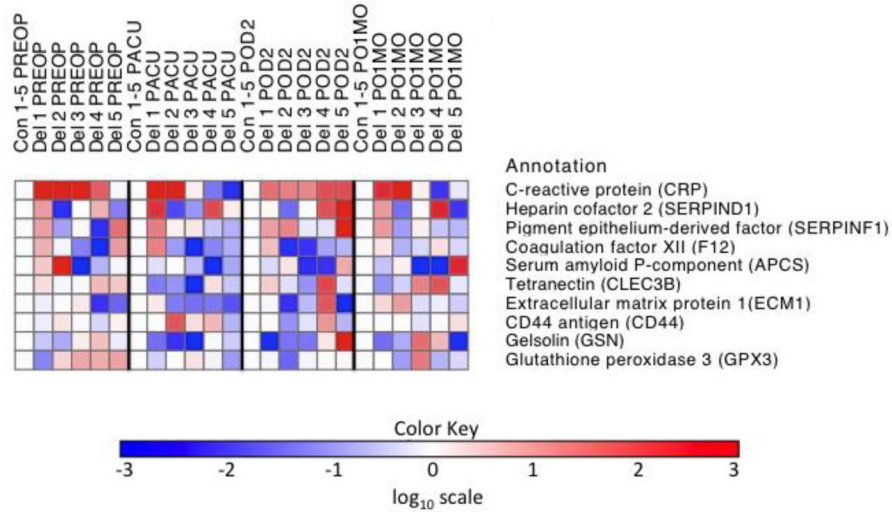 Con 1-5 PREOP
Del 1 PREOP
Del 2 PREOP
Del 3 PREOP
Del 4 PREOP
Del 5 PREOP
Con 1-5 PACU
Del 1 PACU
Del 2 PACU
Del 3 PACU
Del 4 PACU
Del 5 PACU
Con 1-5 POD2
Del 1 POD2
Del 2 POD2
Del 3 POD2
Del 4 POD2
Del 5 POD2
Con 1-5 PO1MO
Del 1 PO1MO
Del 2 PO1MO
Del 3 PO1MO
Del 4 PO1MO
Del 5 PO1MO
Annotation
C-reactive protein (CRP)
Heparin cofactor 2 (SERPIND1)
Pigment epithelium-derived factor (SERPINF1)
Coagulation factor XII (F12)
Serum amyloid P-component (APCS)
Tetranectin (CLEC3B)
Extracellular matrix protein 1(ECM1)
CD44 antigen (CD44)
Gelsolin (GSN)
Glutathione peroxidase 3 (GPX3)
Color Key
-3 -2 -1 0 1 2 3
log10 scale